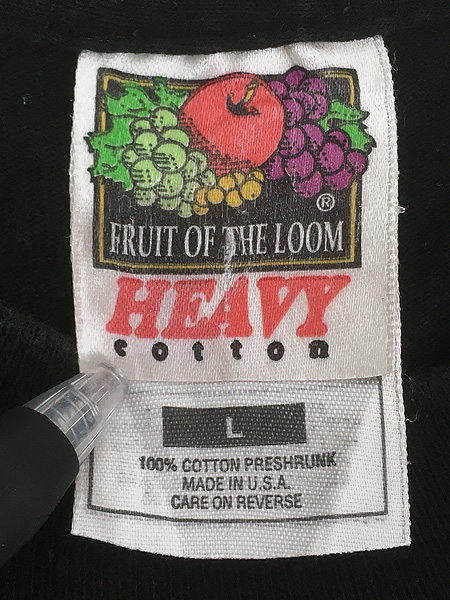 ®
FRUIT OF THE LOOM
HEAVY
cotton
L
100% COTTON PRESHRUNK
MADE IN U.S.A.
CARE ON REVERSE